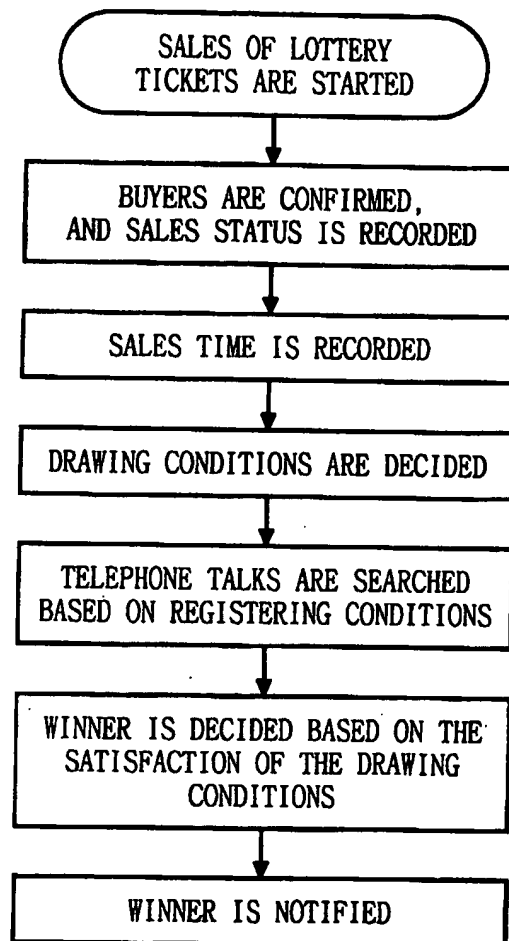 SALES OF LOTTERY
TICKETS ARE STARTED
BUYERS ARE CONFIRMED,
AND SALES STATUS IS RECORDED
SALES TIME IS RECORDED
DRAWING CONDITIONS ARE DECIDED
TELEPHONE TALKS ARE SEARCHED
BASED ON REGISTERING CONDITIONS
WINNER IS DECIDED BASED ON THE
SATISFACTION OF THE DRAWING
CONDITIONS
WINNER IS NOTIFIED